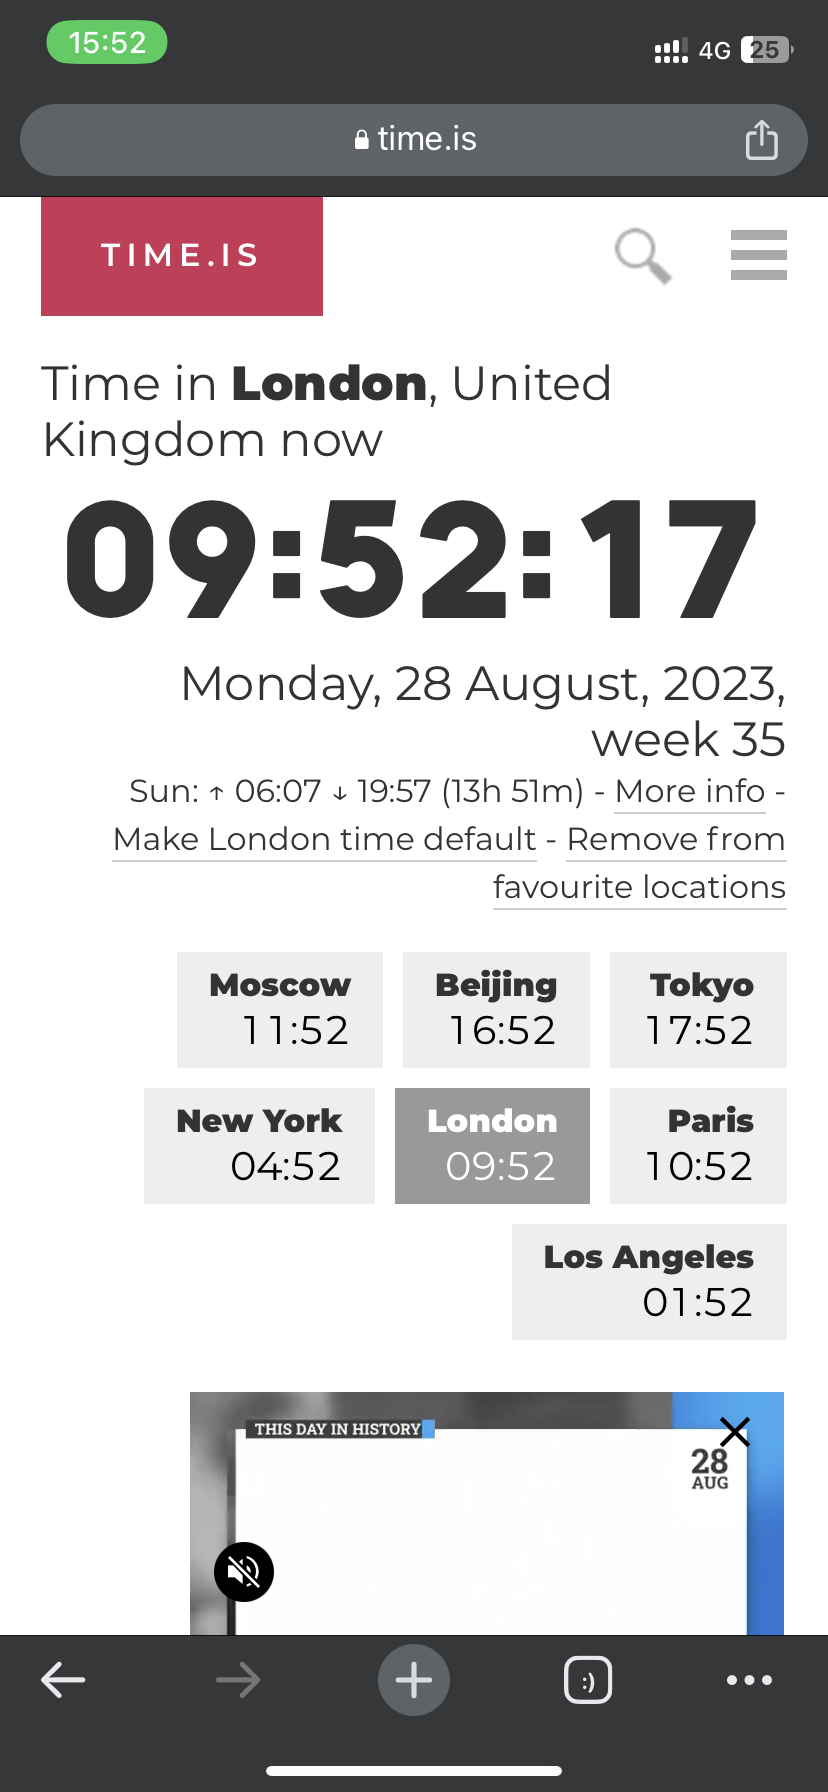 15:52
4G 25
time.is
TIME.IS
Time in London, United
Kingdom now
09:52:17
Monday, 28 August, 2023,
week 35
Sun: ↑ 06:07 ↓ 19:57 (13h 51m) - More info -
Make London time default - Remove from
favourite locations
Moscow
11:52
Beijing
16:52
Tokyo
17:52
New York
04:52
London
09:52
Paris
10:52
Los Angeles
01:52
THIS DAY IN HISTORY
28
AUG
:)